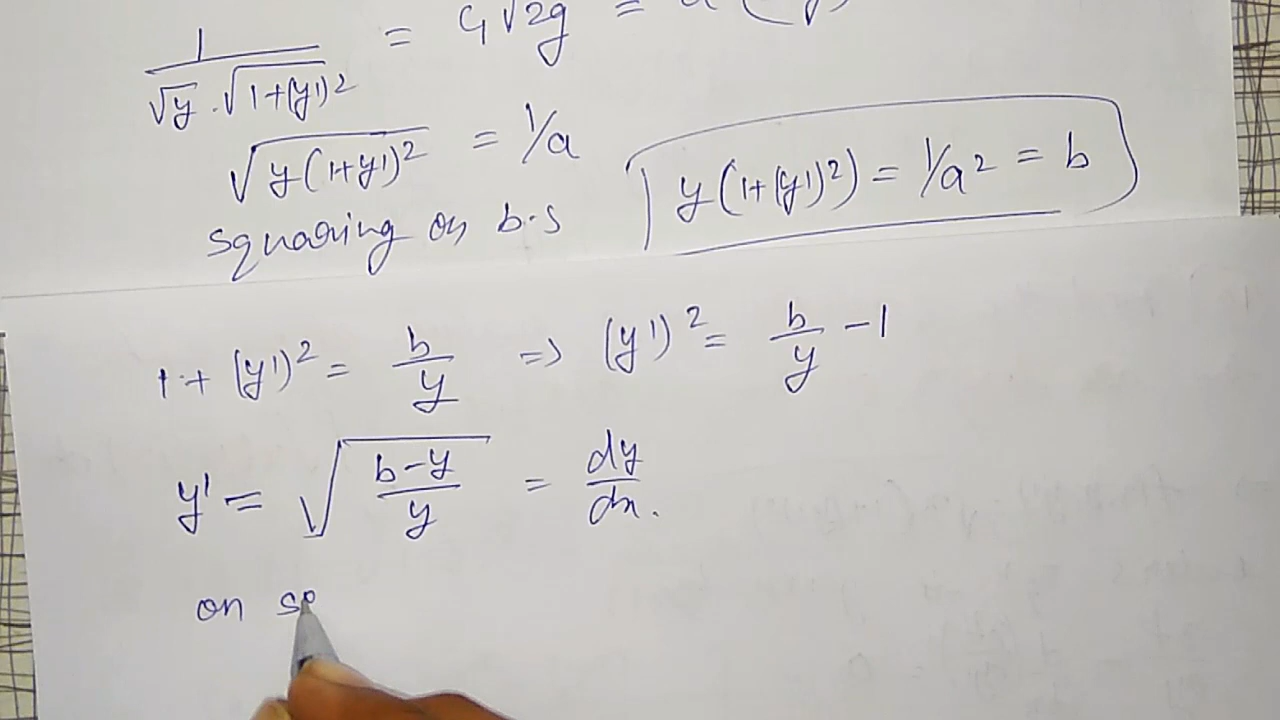 1/(√y · √1+(y')²) = C₁√2g =
√y(1+y')² = 1/a
squaring on b.s
y(1+(y')²) = 1/a² = b
1+(y')² = b/y ⇒ (y')² = b/y - 1
y' = √(b-y)/y = dy/dx.
on